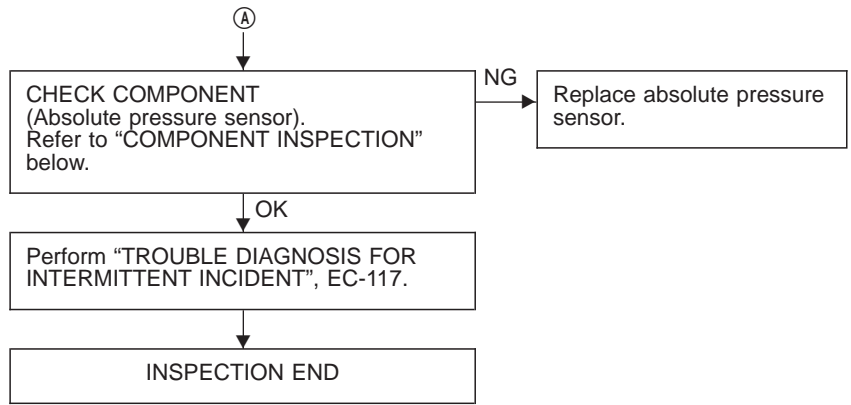 Ⓐ
CHECK COMPONENT
(Absolute pressure sensor).
Refer to “COMPONENT INSPECTION”
below.
NG
Replace absolute pressure
sensor.
OK
Perform “TROUBLE DIAGNOSIS FOR
INTERMITTENT INCIDENT”, EC-117.
INSPECTION END